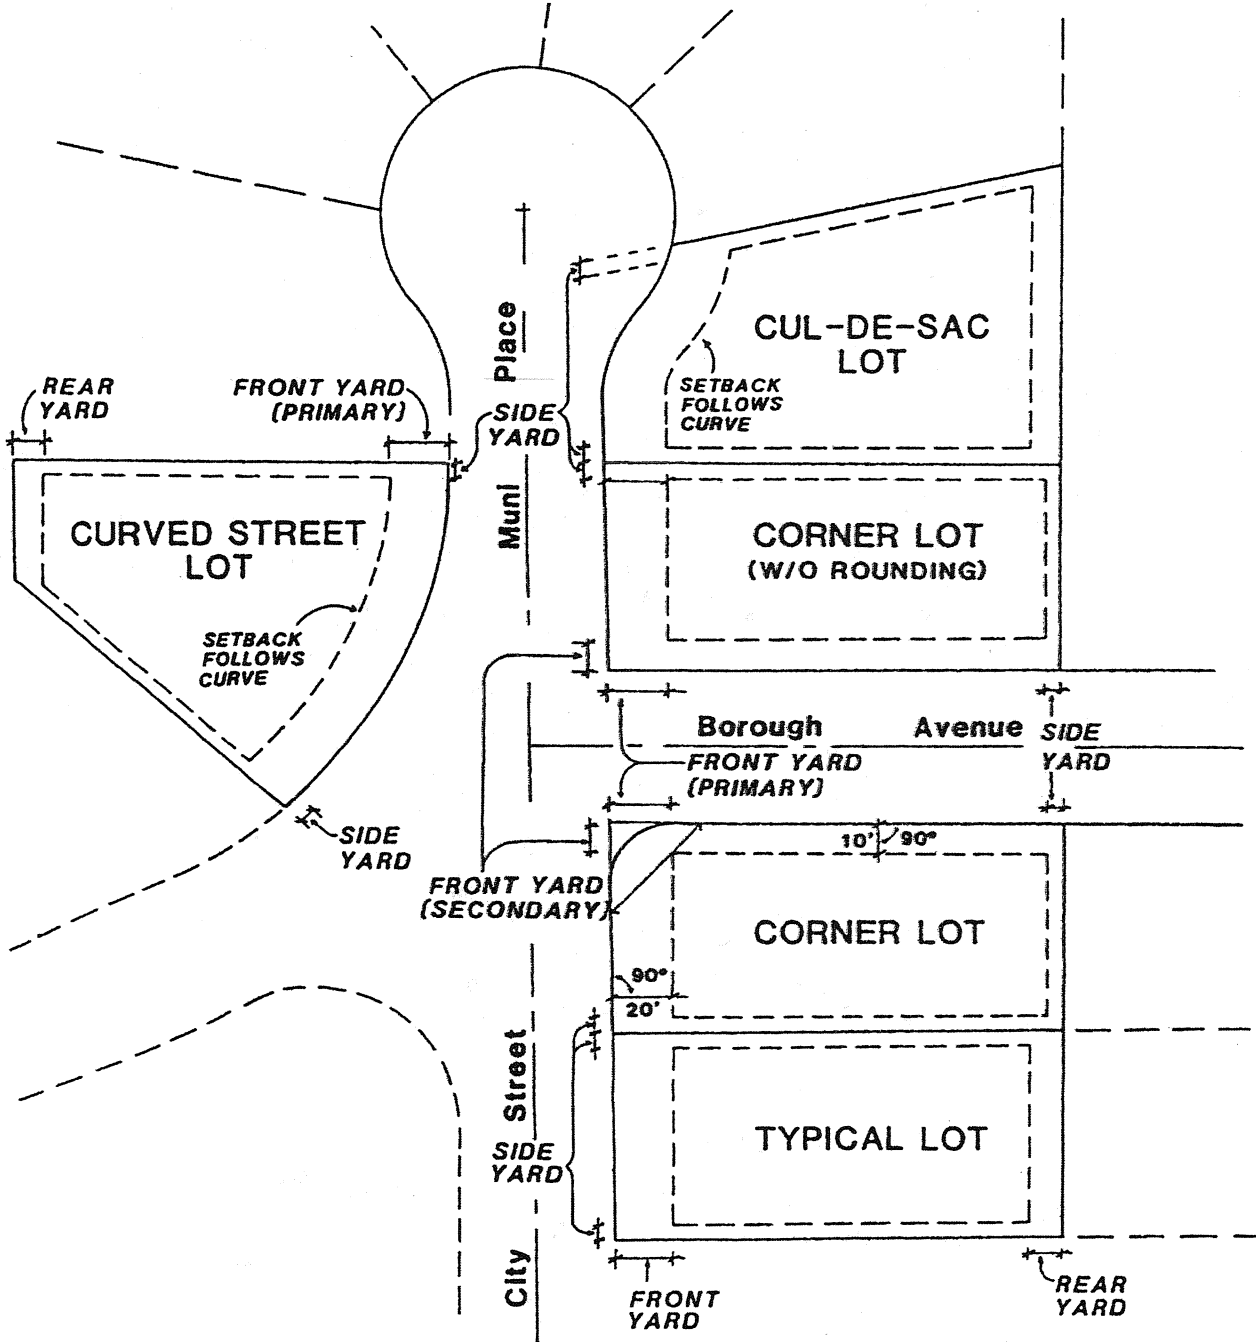 Place
CUL-DE-SAC
LOT
SETBACK
FOLLOWS
CURVE
REAR
YARD
FRONT YARD
(PRIMARY)
SIDE
YARD
Muni
CURVED STREET
LOT
SETBACK
FOLLOWS
CURVE
CORNER LOT
(W/O ROUNDING)
Borough Avenue
SIDE
YARD
FRONT YARD
(PRIMARY)
SIDE
YARD
10' 90°
FRONT YARD
(SECONDARY)
CORNER LOT
90°
20'
Street
SIDE
YARD
TYPICAL LOT
City
FRONT
YARD
REAR
YARD